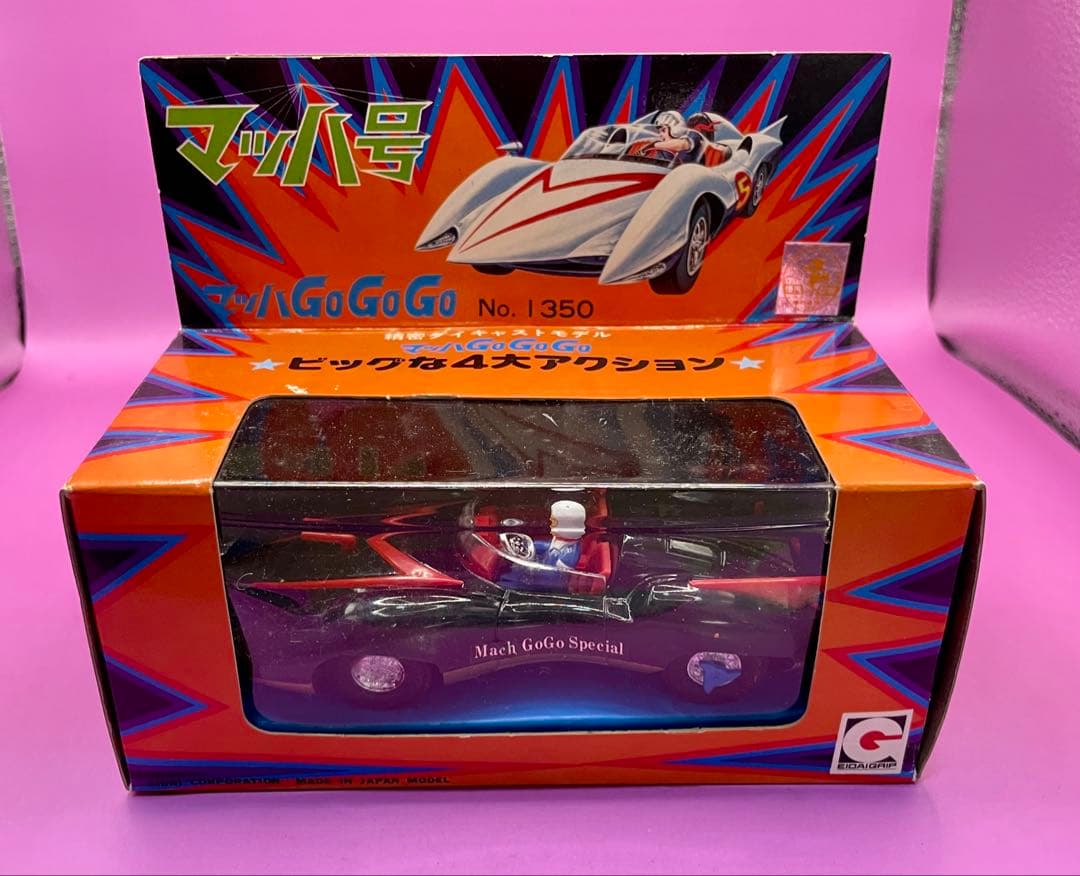 マッハ号
5
マッハGoGoGo No. 1350
精密ダイキャストモデル
マッハGoGoGo
★ビッグな4大アクション★
Mach GoGo Special
G
EIDAIGRIP
CORPORATION MADE IN JAPAN MODEL